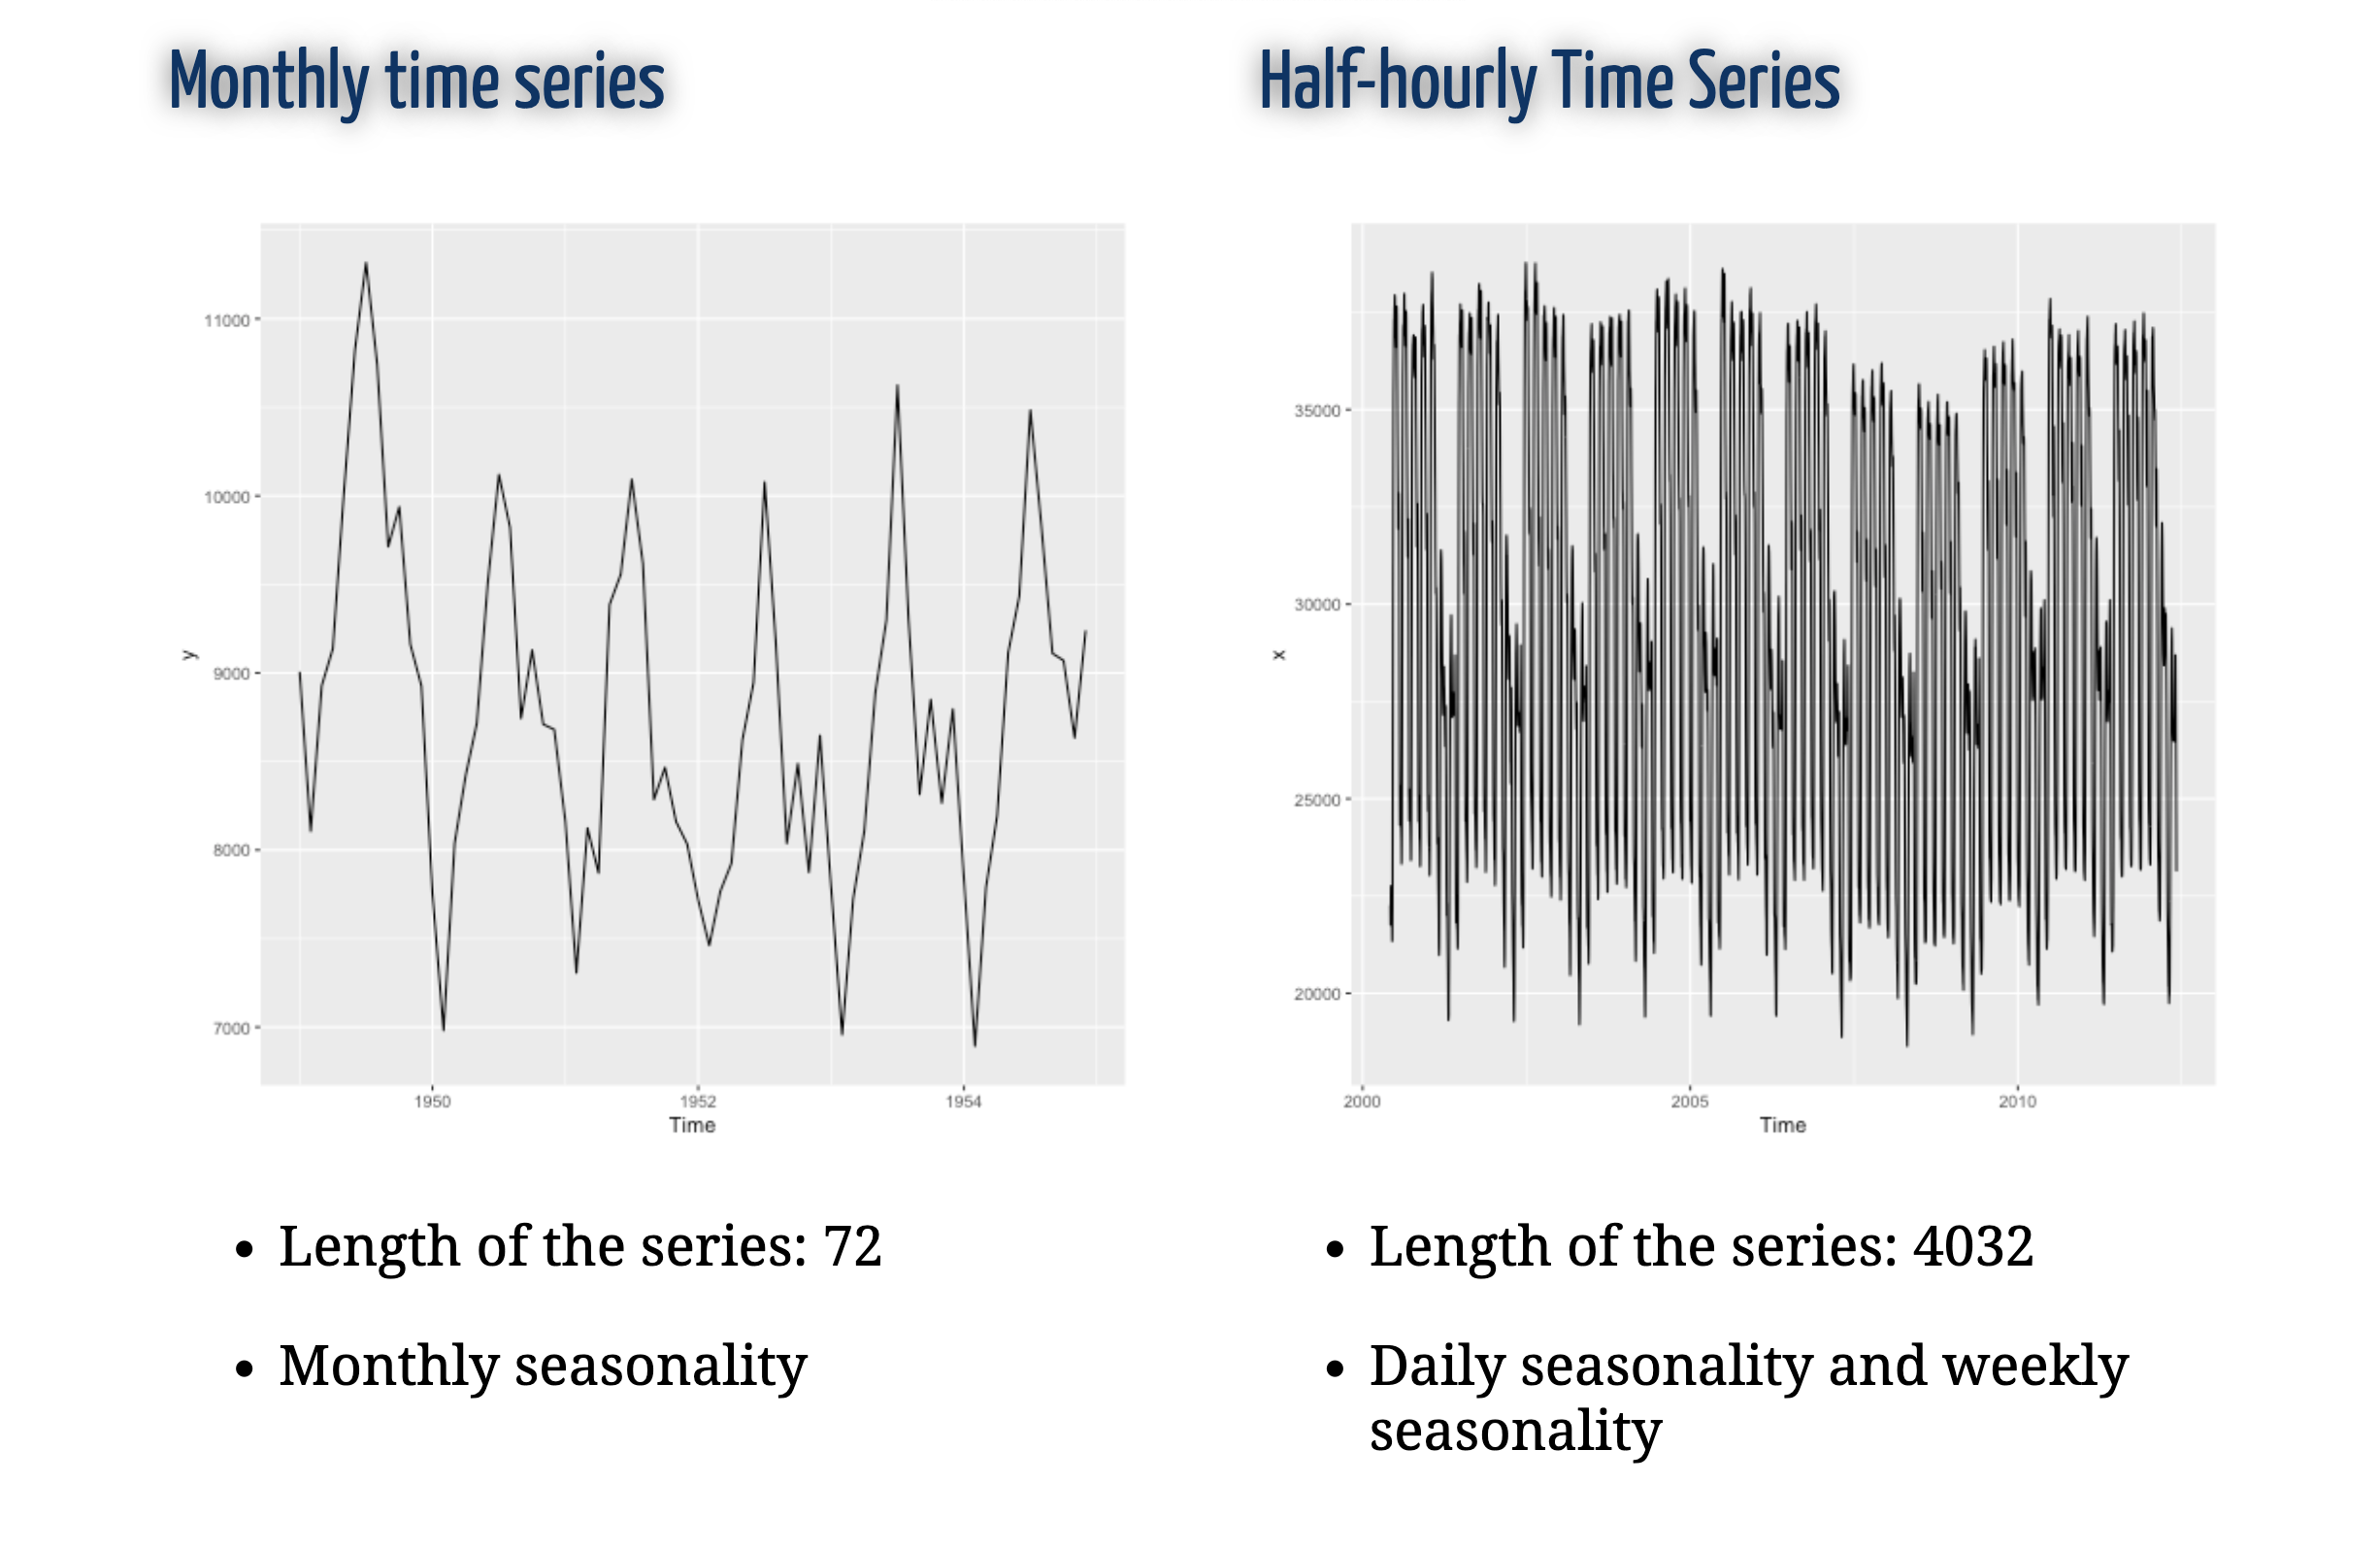 Monthly time series
11000
10000
9000
8000
7000
y
1950
1952
1954
Time
• Length of the series: 72
• Monthly seasonality
Half-hourly Time Series
35000
30000
25000
20000
x
2000
2005
2010
Time
• Length of the series: 4032
• Daily seasonality and weekly
seasonality